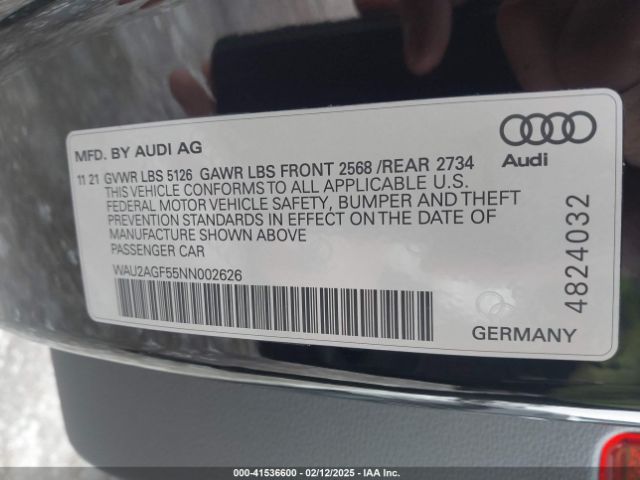 MFD. BY AUDI AG
11 21 GVWR LBS 5126 GAWR LBS FRONT 2568 /REAR 2734
THIS VEHICLE CONFORMS TO ALL APPLICABLE U.S.
FEDERAL MOTOR VEHICLE SAFETY, BUMPER AND THEFT
PREVENTION STANDARDS IN EFFECT ON THE DATE OF
MANUFACTURE SHOWN ABOVE
PASSENGER CAR
WAU2AGF55NN002626
Audi
4824032
GERMANY
000-41536600 - 02/12/2025 - IAA Inc.